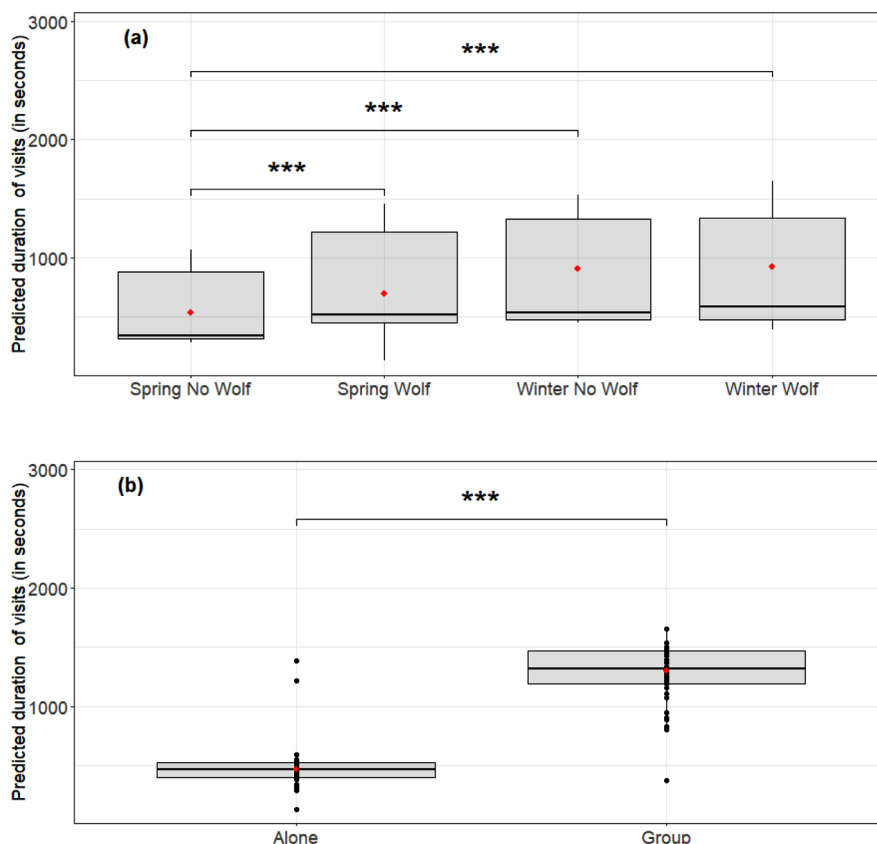 (a)
Predicted duration of visits (in seconds)
3000
2000
1000
***
***
***
Spring No Wolf
Spring Wolf
Winter No Wolf
Winter Wolf
(b)
Predicted duration of visits (in seconds)
3000
2000
1000
***
Alone
Group